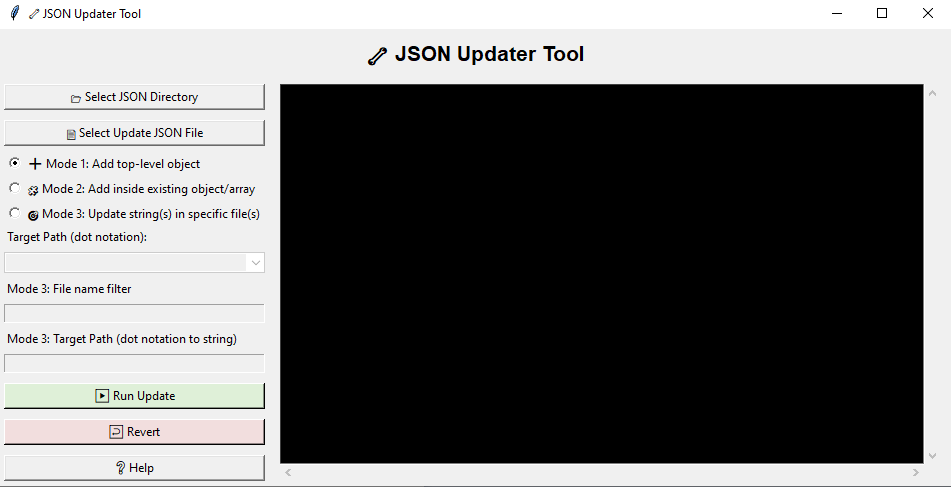 JSON Updater Tool
JSON Updater Tool
Select JSON Directory
Select Update JSON File
Mode 1: Add top-level object
Mode 2: Add inside existing object/array
Mode 3: Update string(s) in specific file(s)
Target Path (dot notation):
Mode 3: File name filter
Mode 3: Target Path (dot notation to string)
Run Update
Revert
Help